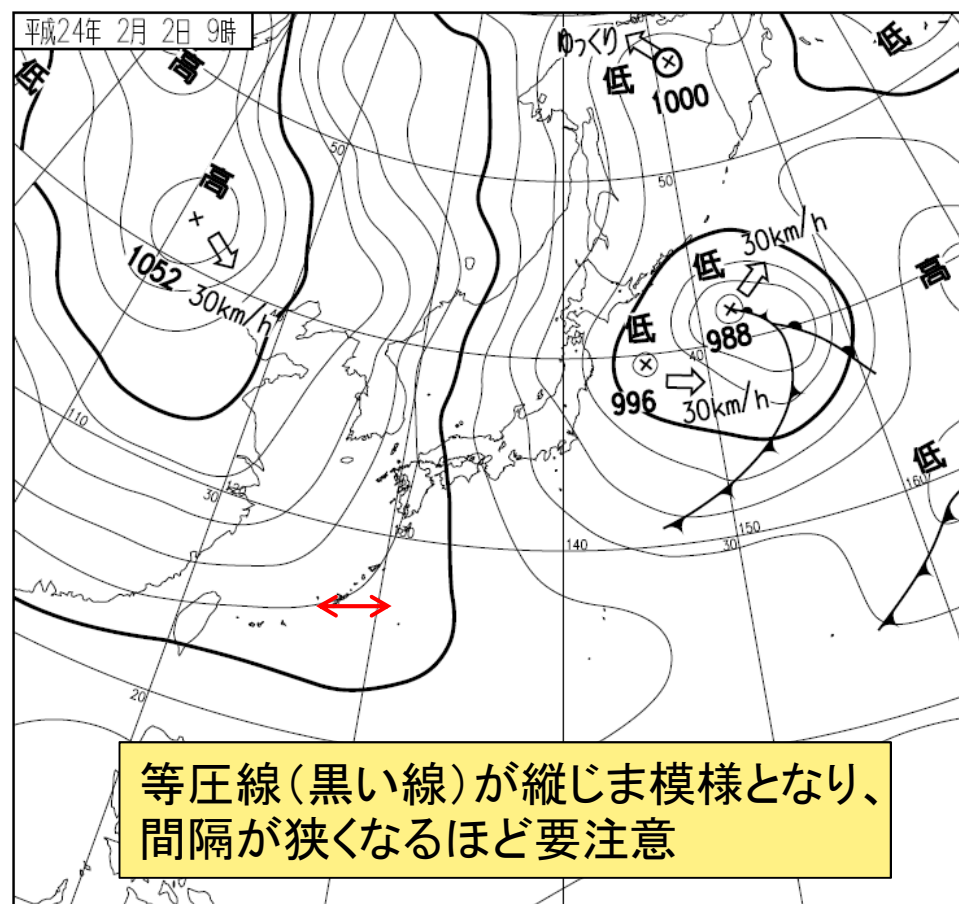 平成24年 2月 2日 9時
低
高
ゆっくり
低
1000
低
50
50
高
1052
30km/h
低
30km/h
高
低
988
40
996
30km/h
110
120
30
130
140
150
30
160
低
20
等圧線(黒い線)が縦じま模様となり、
間隔が狭くなるほど要注意